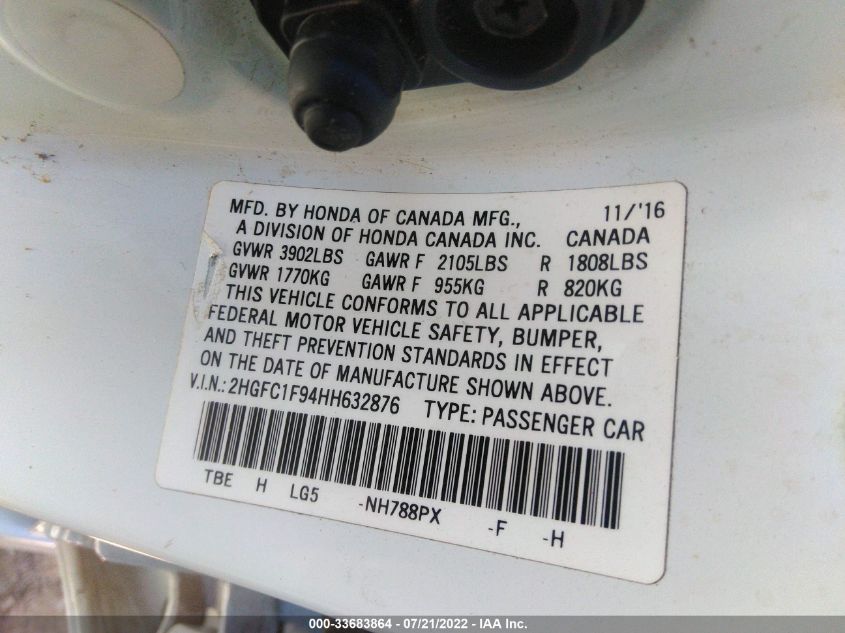 MFD. BY HONDA OF CANADA MFG., 11/'16
A DIVISION OF HONDA CANADA INC. CANADA
GVWR 3902LBS GAWR F 2105LBS R 1808LBS
GVWR 1770KG GAWR F 955KG R 820KG
THIS VEHICLE CONFORMS TO ALL APPLICABLE
FEDERAL MOTOR VEHICLE SAFETY, BUMPER,
AND THEFT PREVENTION STANDARDS IN EFFECT
ON THE DATE OF MANUFACTURE SHOWN ABOVE.
V.I.N.: 2HGFC1F94HH632876 TYPE: PASSENGER CAR
TBE H LG5 -NH788PX -F -H
000-33683864 - 07/21/2022 - IAA Inc.